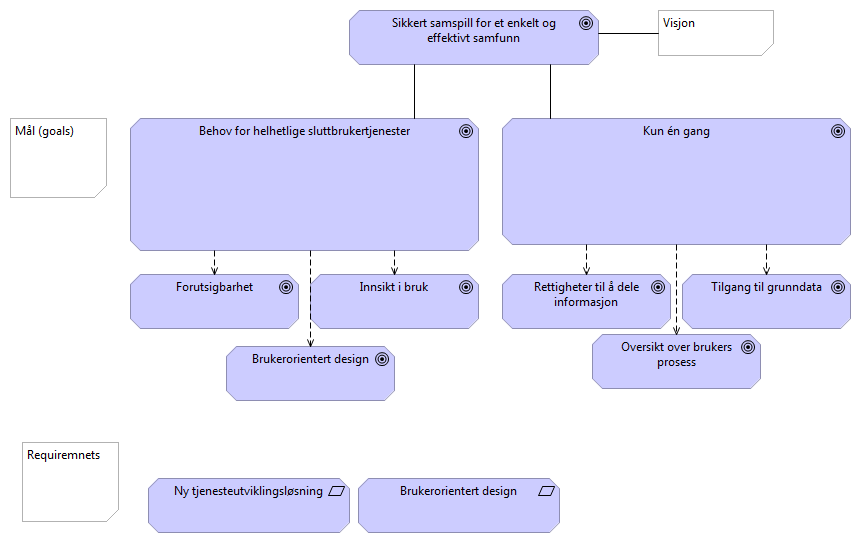 Sikkert samspill for et enkelt og
effektivt samfunn
Visjon
Mål (goals)
Behov for helhetlige sluttbrukertjenester
Kun én gang
Forutsigbarhet
Innsikt i bruk
Rettigheter til å dele
informasjon
Tilgang til grunndata
Brukerorientert design
Oversikt over brukers
prosess
Requiremnets
Ny tjenesteutviklingsløsning
Brukerorientert design